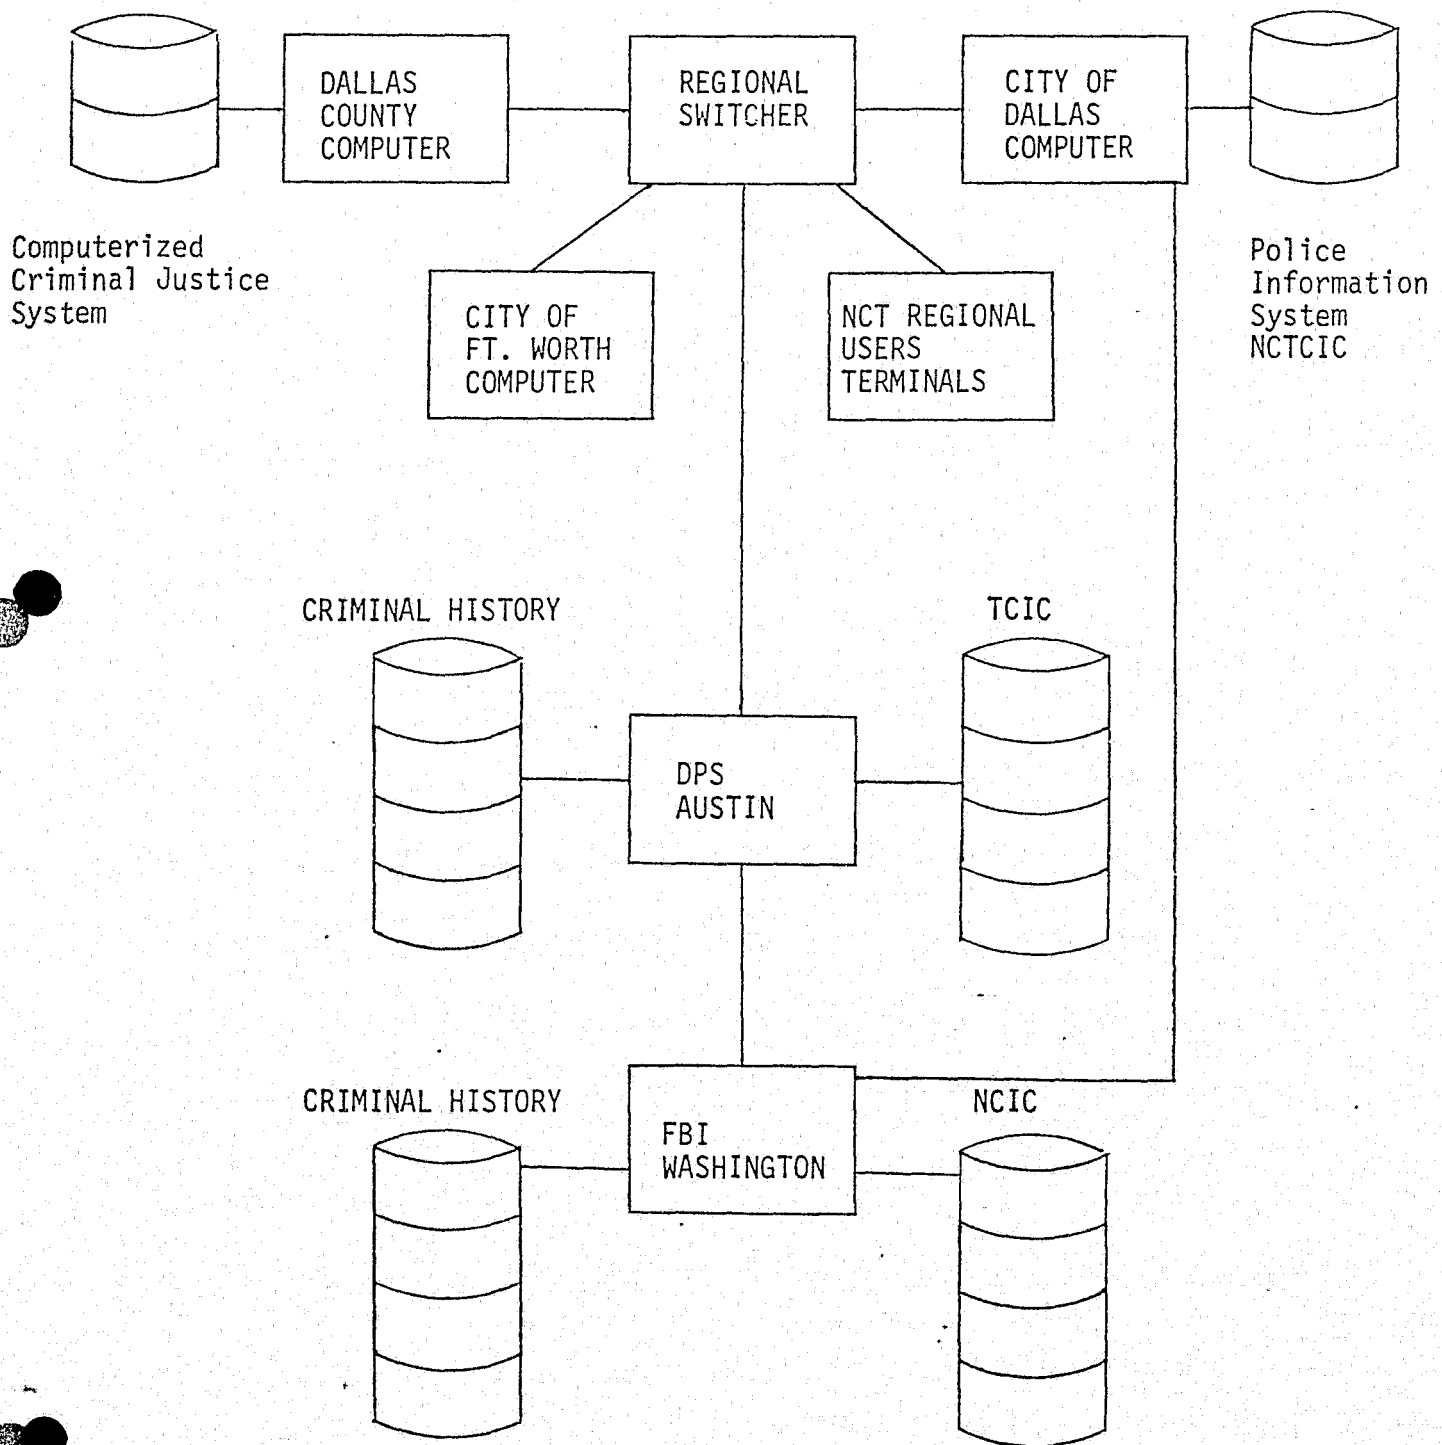 DALLAS
COUNTY
COMPUTER
REGIONAL
SWITCHER
CITY OF
DALLAS
COMPUTER
Computerized
Criminal Justice
System
CITY OF
FT. WORTH
COMPUTER
NCT REGIONAL
USERS
TERMINALS
Police
Information
System
NCTCIC
CRIMINAL HISTORY
TCIC
DPS
AUSTIN
CRIMINAL HISTORY
NCIC
FBI
WASHINGTON